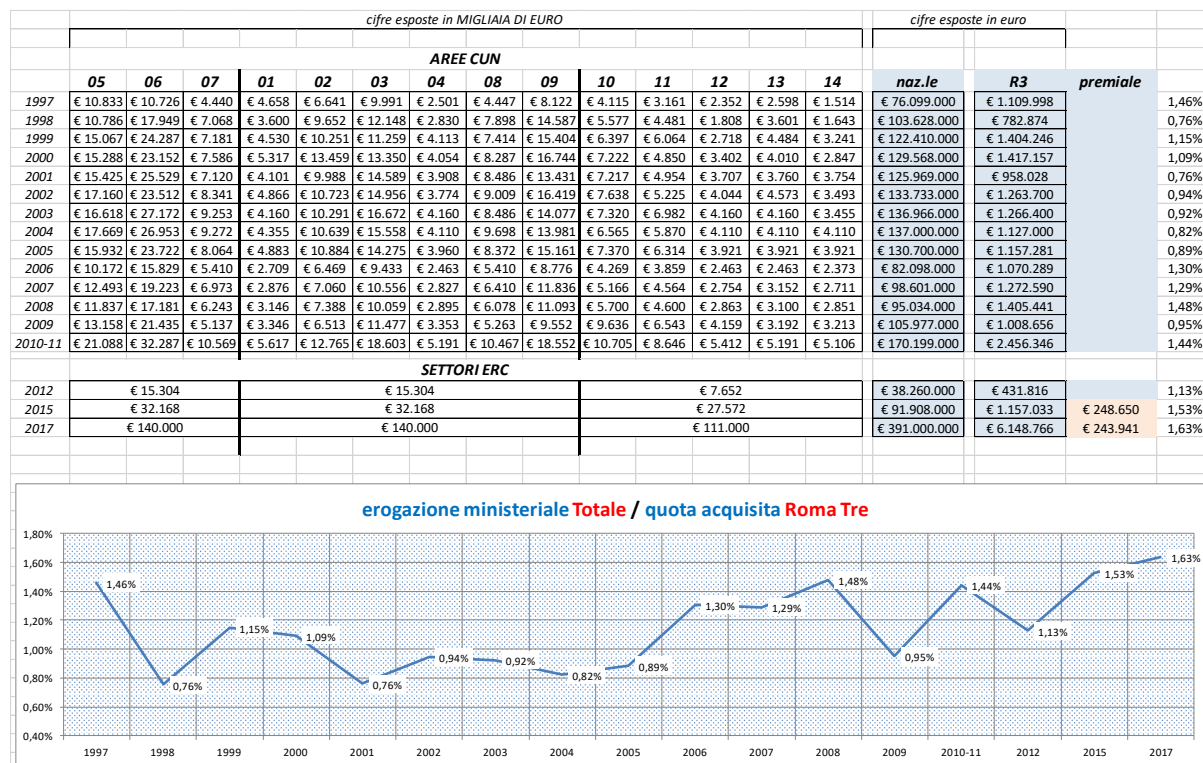 cifre esposte in MIGLIAIA DI EURO cifre esposte in euro
AREE CUN
05 06 07 01 02 03 04 08 09 10 11 12 13 14 naz.le R3 premiale
1997 € 10.833 € 10.726 € 4.440 € 4.658 € 6.641 € 9.991 € 2.501 € 4.447 € 8.122 € 4.115 € 3.161 € 2.352 € 2.598 € 1.514 € 76.099.000 € 1.109.998 1,46%
1998 € 10.786 € 17.949 € 7.068 € 3.600 € 9.652 € 12.148 € 2.830 € 7.898 € 14.587 € 5.577 € 4.481 € 1.808 € 3.601 € 1.643 € 103.628.000 € 782.874 0,76%
1999 € 15.067 € 24.287 € 7.181 € 4.530 € 10.251 € 11.259 € 4.113 € 7.414 € 15.404 € 6.397 € 6.064 € 2.718 € 4.484 € 3.241 € 122.410.000 € 1.404.246 1,15%
2000 € 15.288 € 23.152 € 7.586 € 5.317 € 13.459 € 13.350 € 4.054 € 8.287 € 16.744 € 7.222 € 4.850 € 3.402 € 4.010 € 2.847 € 129.568.000 € 1.417.157 1,09%
2001 € 15.425 € 25.529 € 7.120 € 4.101 € 9.988 € 14.589 € 3.908 € 8.486 € 13.431 € 7.217 € 4.954 € 3.707 € 3.760 € 3.754 € 125.969.000 € 958.028 0,76%
2002 € 17.160 € 23.512 € 8.341 € 4.866 € 10.723 € 14.956 € 3.774 € 9.009 € 16.419 € 7.638 € 5.225 € 4.044 € 4.573 € 3.493 € 133.733.000 € 1.263.700 0,94%
2003 € 16.618 € 27.172 € 9.253 € 4.160 € 10.291 € 16.672 € 4.160 € 8.486 € 14.077 € 7.320 € 6.982 € 4.160 € 4.160 € 3.455 € 136.966.000 € 1.266.400 0,92%
2004 € 17.669 € 26.953 € 9.272 € 4.355 € 10.639 € 15.558 € 4.110 € 9.698 € 13.981 € 6.565 € 5.870 € 4.110 € 4.110 € 4.110 € 137.000.000 € 1.127.000 0,82%
2005 € 15.932 € 23.722 € 8.064 € 4.883 € 10.884 € 14.275 € 3.960 € 8.372 € 15.161 € 7.370 € 6.314 € 3.921 € 3.921 € 3.921 € 130.700.000 € 1.157.281 0,89%
2006 € 10.172 € 15.829 € 5.410 € 2.709 € 6.469 € 9.433 € 2.463 € 5.410 € 8.776 € 4.269 € 3.859 € 2.463 € 2.463 € 2.373 € 82.098.000 € 1.070.289 1,30%
2007 € 12.493 € 19.223 € 6.973 € 2.876 € 7.060 € 10.556 € 2.827 € 6.410 € 11.836 € 5.166 € 4.564 € 2.754 € 3.152 € 2.711 € 98.601.000 € 1.272.590 1,29%
2008 € 11.837 € 17.181 € 6.243 € 3.146 € 7.388 € 10.059 € 2.895 € 6.078 € 11.093 € 5.700 € 4.600 € 2.863 € 3.100 € 2.851 € 95.034.000 € 1.405.441 1,48%
2009 € 13.158 € 21.435 € 5.137 € 3.346 € 6.513 € 11.477 € 3.353 € 5.263 € 9.552 € 9.636 € 6.543 € 4.159 € 3.192 € 3.213 € 105.977.000 € 1.008.656 0,95%
2010-11 € 21.088 € 32.287 € 10.569 € 5.617 € 12.765 € 18.603 € 5.191 € 10.467 € 18.552 € 10.705 € 8.646 € 5.412 € 5.191 € 5.106 € 170.199.000 € 2.456.346 1,44%
SETTORI ERC
2012 € 15.304 € 15.304 € 7.652 € 38.260.000 € 431.816 1,13%
2015 € 32.168 € 32.168 € 27.572 € 91.908.000 € 1.157.033 € 248.650 1,53%
2017 € 140.000 € 140.000 € 111.000 € 391.000.000 € 6.148.766 € 243.941 1,63%
erogazione ministeriale Totale / quota acquisita Roma Tre
1,80%
1,60%
1,40%
1,20%
1,00%
0,80%
0,60%
0,40%
1,46% 0,76% 1,15% 1,09% 0,76% 0,94% 0,92% 0,82% 0,89% 1,30% 1,29% 1,48% 0,95% 1,44% 1,13% 1,53% 1,63%
1997 1998 1999 2000 2001 2002 2003 2004 2005 2006 2007 2008 2009 2010-11 2012 2015 2017